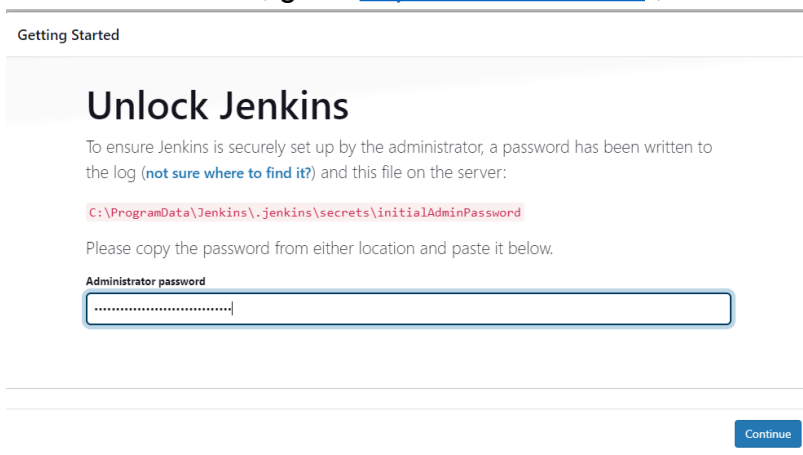 Getting Started
Unlock Jenkins
To ensure Jenkins is securely set up by the administrator, a password has been written to
the log (not sure where to find it?) and this file on the server:
C:\ProgramData\Jenkins\.jenkins\secrets\initialAdminPassword
Please copy the password from either location and paste it below.
Administrator password
••••••••••••••••••••••••••••••••
Continue